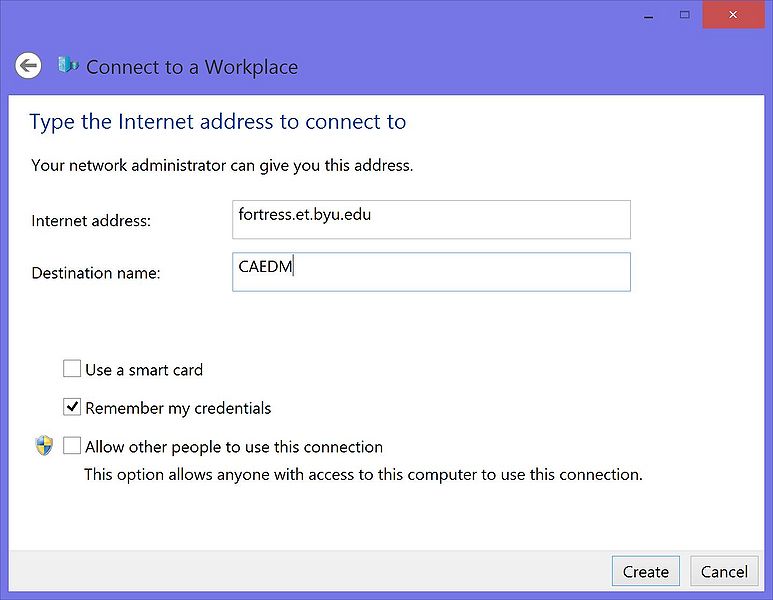 Connect to a Workplace
Type the Internet address to connect to
Your network administrator can give you this address.
Internet address:
fortress.et.byu.edu
Destination name:
CAEDM
Use a smart card
Remember my credentials
Allow other people to use this connection
This option allows anyone with access to this computer to use this connection.
Create
Cancel